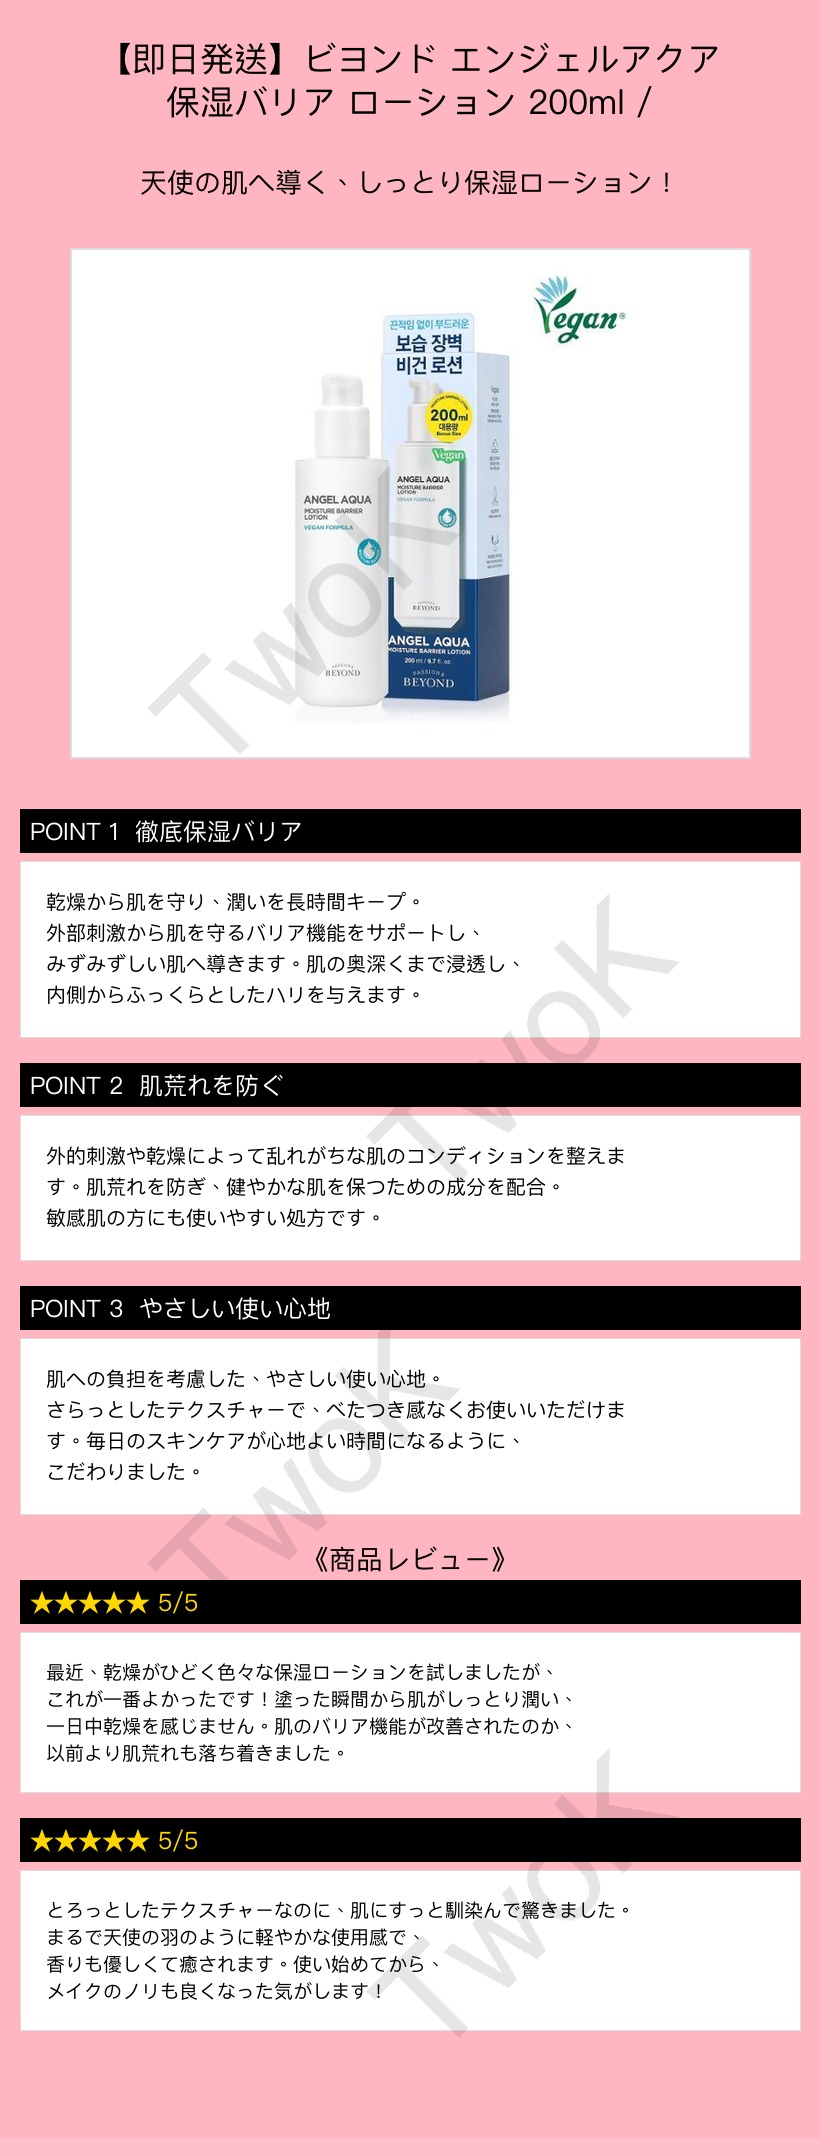 【即日発送】ビヨンド エンジェルアクア
保湿バリア ローション 200ml /
天使の肌へ導く、しっとり保湿ローション！
Vegan
끈적임 없이 부드러운
보습 장벽
비건 로션
200ml
대용량
Bonus Size
Vegan
ANGEL AQUA
MOISTURE BARRIER
LOTION
VEGAN FORMULA
BEYOND
ANGEL AQUA
MOISTURE BARRIER
LOTION
VEGAN FORMULA
BEYOND
ANGEL AQUA
MOISTURE BARRIER LOTION
200 ml / 6.7 fl. oz.
PASSION&
BEYOND
TwoK
POINT 1 徹底保湿バリア
乾燥から肌を守り、潤いを長時間キープ。
外部刺激から肌を守るバリア機能をサポートし、
みずみずしい肌へ導きます。肌の奥深くまで浸透し、
内側からふっくらとしたハリを与えます。
TwoK
POINT 2 肌荒れを防ぐ
外的刺激や乾燥によって乱れがちな肌のコンディションを整えま
す。肌荒れを防ぎ、健やかな肌を保つための成分を配合。
敏感肌の方にも使いやすい処方です。
POINT 3 やさしい使い心地
肌への負担を考慮した、やさしい使い心地。
さらっとしたテクスチャーで、べたつき感なくお使いいただけま
す。毎日のスキンケアが心地よい時間になるように、
こだわりました。
TwoK
《商品レビュー》
★★★★★ 5/5
最近、乾燥がひどく色々な保湿ローションを試しましたが、
これが一番よかったです！塗った瞬間から肌がしっとり潤い、
一日中乾燥を感じません。肌のバリア機能が改善されたのか、
以前より肌荒れも落ち着きました。
★★★★★ 5/5
とろっとしたテクスチャーなのに、肌にすっと馴染んで驚きました。
まるで天使の羽のように軽やかな使用感で、
香りも優しくて癒されます。使い始めてから、
メイクのノリも良くなった気がします！
TwoK